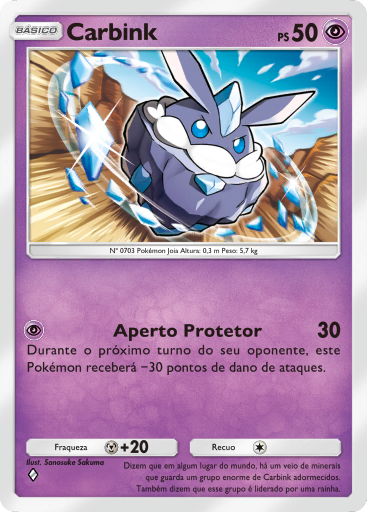 BÁSICO Carbink PS 50
Nº 0703 Pokémon Joia Altura: 0,3 m Peso: 5,7 kg
Aperto Protetor 30
Durante o próximo turno do seu oponente, este
Pokémon receberá −30 pontos de dano de ataques.
Fraqueza +20 Recuo
Ilust. Sanosuke Sakuma
Dizem que em algum lugar do mundo, há um veio de minerais
que guarda um grupo enorme de Carbink adormecidos.
Também dizem que esse grupo é liderado por uma rainha.